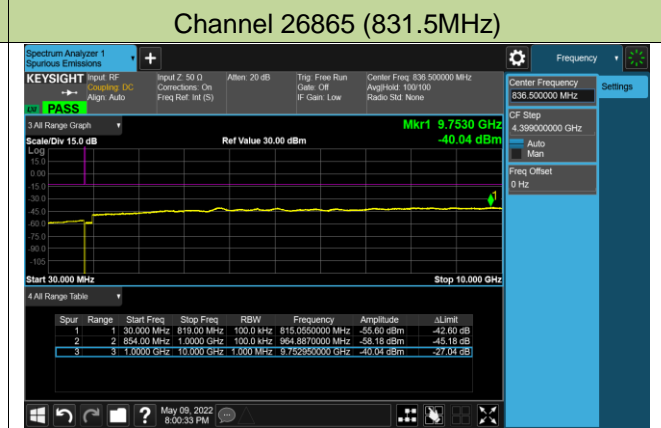 Channel 26865 (831.5MHz)
Spectrum Analyzer 1
Spurious Emissions
+
Frequency
KEYSIGHT Input: RF Input Z: 50 Ω Atten: 20 dB Trig: Free Run Center Freq: 836.500000 MHz
Coupling: DC Corrections: On Gate: Off Avg|Hold: 100/100
Align: Auto Freq Ref: Int (S) IF Gain: Low Radio Std: None
PASS
Center Frequency
836.500000 MHz
Settings
CF Step
4.399000000 GHz
Auto
Man
Freq Offset
0 Hz
3 All Range Graph
Mkr1 9.7530 GHz
Scale/Div 15.0 dB Ref Value 30.00 dBm -40.04 dBm
Log
15.0
0.00
-15.0
-30.0
-45.0
-60.0
-75.0
-90.0
-105
1
Start 30.000 MHz Stop 10.000 GHz
4 All Range Table
Spur Range Start Freq Stop Freq RBW Frequency Amplitude ΔLimit
1 1 30.000 MHz 819.00 MHz 100.0 kHz 815.0550000 MHz -55.60 dBm -42.60 dB
2 2 854.00 MHz 1.0000 GHz 100.0 kHz 964.8870000 MHz -58.18 dBm -45.18 dB
3 3 1.0000 GHz 10.000 GHz 1.000 MHz 9.752950000 GHz -40.04 dBm -27.04 dB
? May 09, 2022
8:00:33 PM